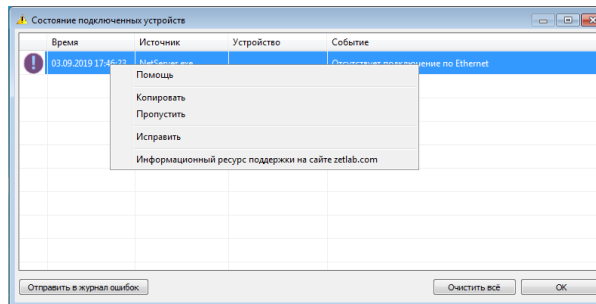 Состояние подключенных устройств
Время Источник Устройство Событие
03.09.2019 17:46:23 NetServer.exe Отсутствует подключение по Ethernet
Помощь
Копировать
Пропустить
Исправить
Информационный ресурс поддержки на сайте zetlab.com
Отправить в журнал ошибок Очистить всё OK